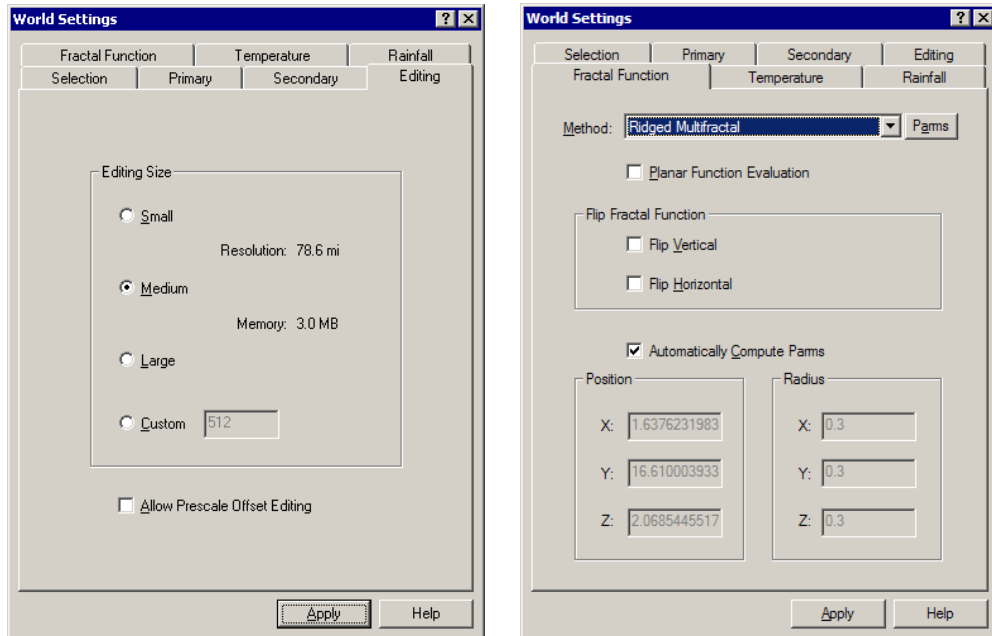 World Settings
Fractal Function Temperature Rainfall
Selection Primary Secondary Editing
Editing Size
Small
Resolution: 78.6 mi
Medium
Memory: 3.0 MB
Large
Custom 512
Allow Prescale Offset Editing
Apply Help
World Settings
Selection Primary Secondary Editing
Fractal Function Temperature Rainfall
Method: Ridged Multifractal Parms
Planar Function Evaluation
Flip Fractal Function
Flip Vertical
Flip Horizontal
Automatically Compute Parms
Position Radius
X: 1.6376231983 X: 0.3
Y: 16.610003933 Y: 0.3
Z: 2.0685445517 Z: 0.3
Apply Help